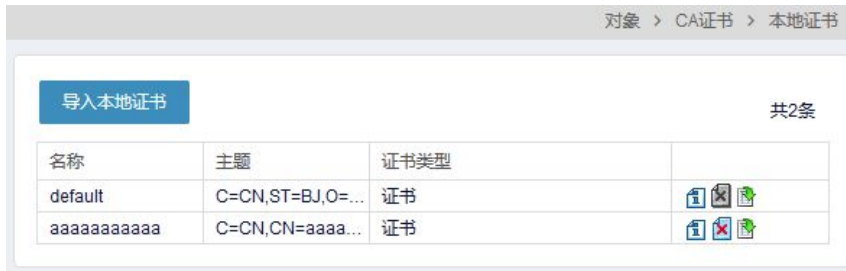 对象 > CA证书 > 本地证书
导入本地证书
共2条
名称 主题 证书类型
default C=CN,ST=BJ,O=... 证书
aaaaaaaaaaa C=CN,CN=aaaa... 证书